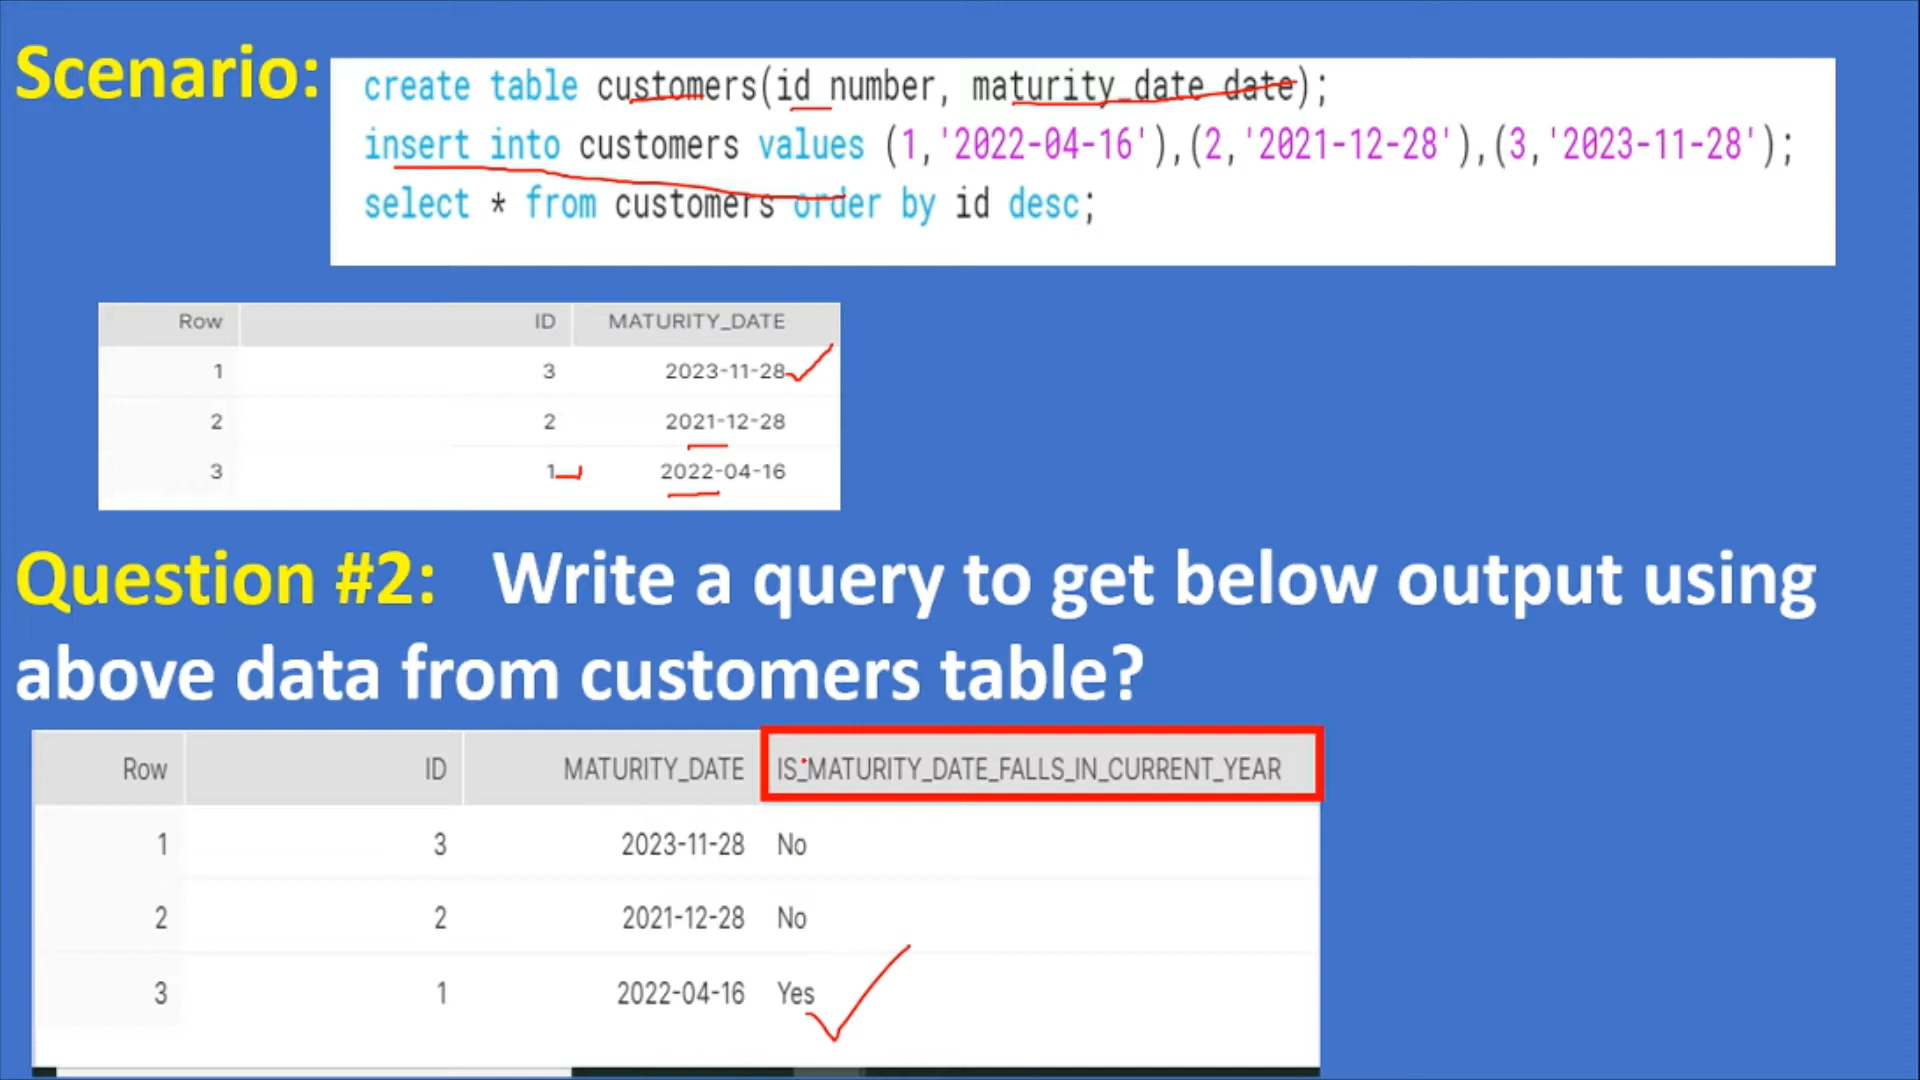 Scenario:
create table customers(id number, maturity_date date);
insert into customers values (1,'2022-04-16'),(2,'2021-12-28'),(3,'2023-11-28');
select * from customers order by id desc;
Row ID MATURITY_DATE
1 3 2023-11-28
2 2 2021-12-28
3 1 2022-04-16
Question #2: Write a query to get below output using
above data from customers table?
Row ID MATURITY_DATE IS_MATURITY_DATE_FALLS_IN_CURRENT_YEAR
1 3 2023-11-28 No
2 2 2021-12-28 No
3 1 2022-04-16 Yes